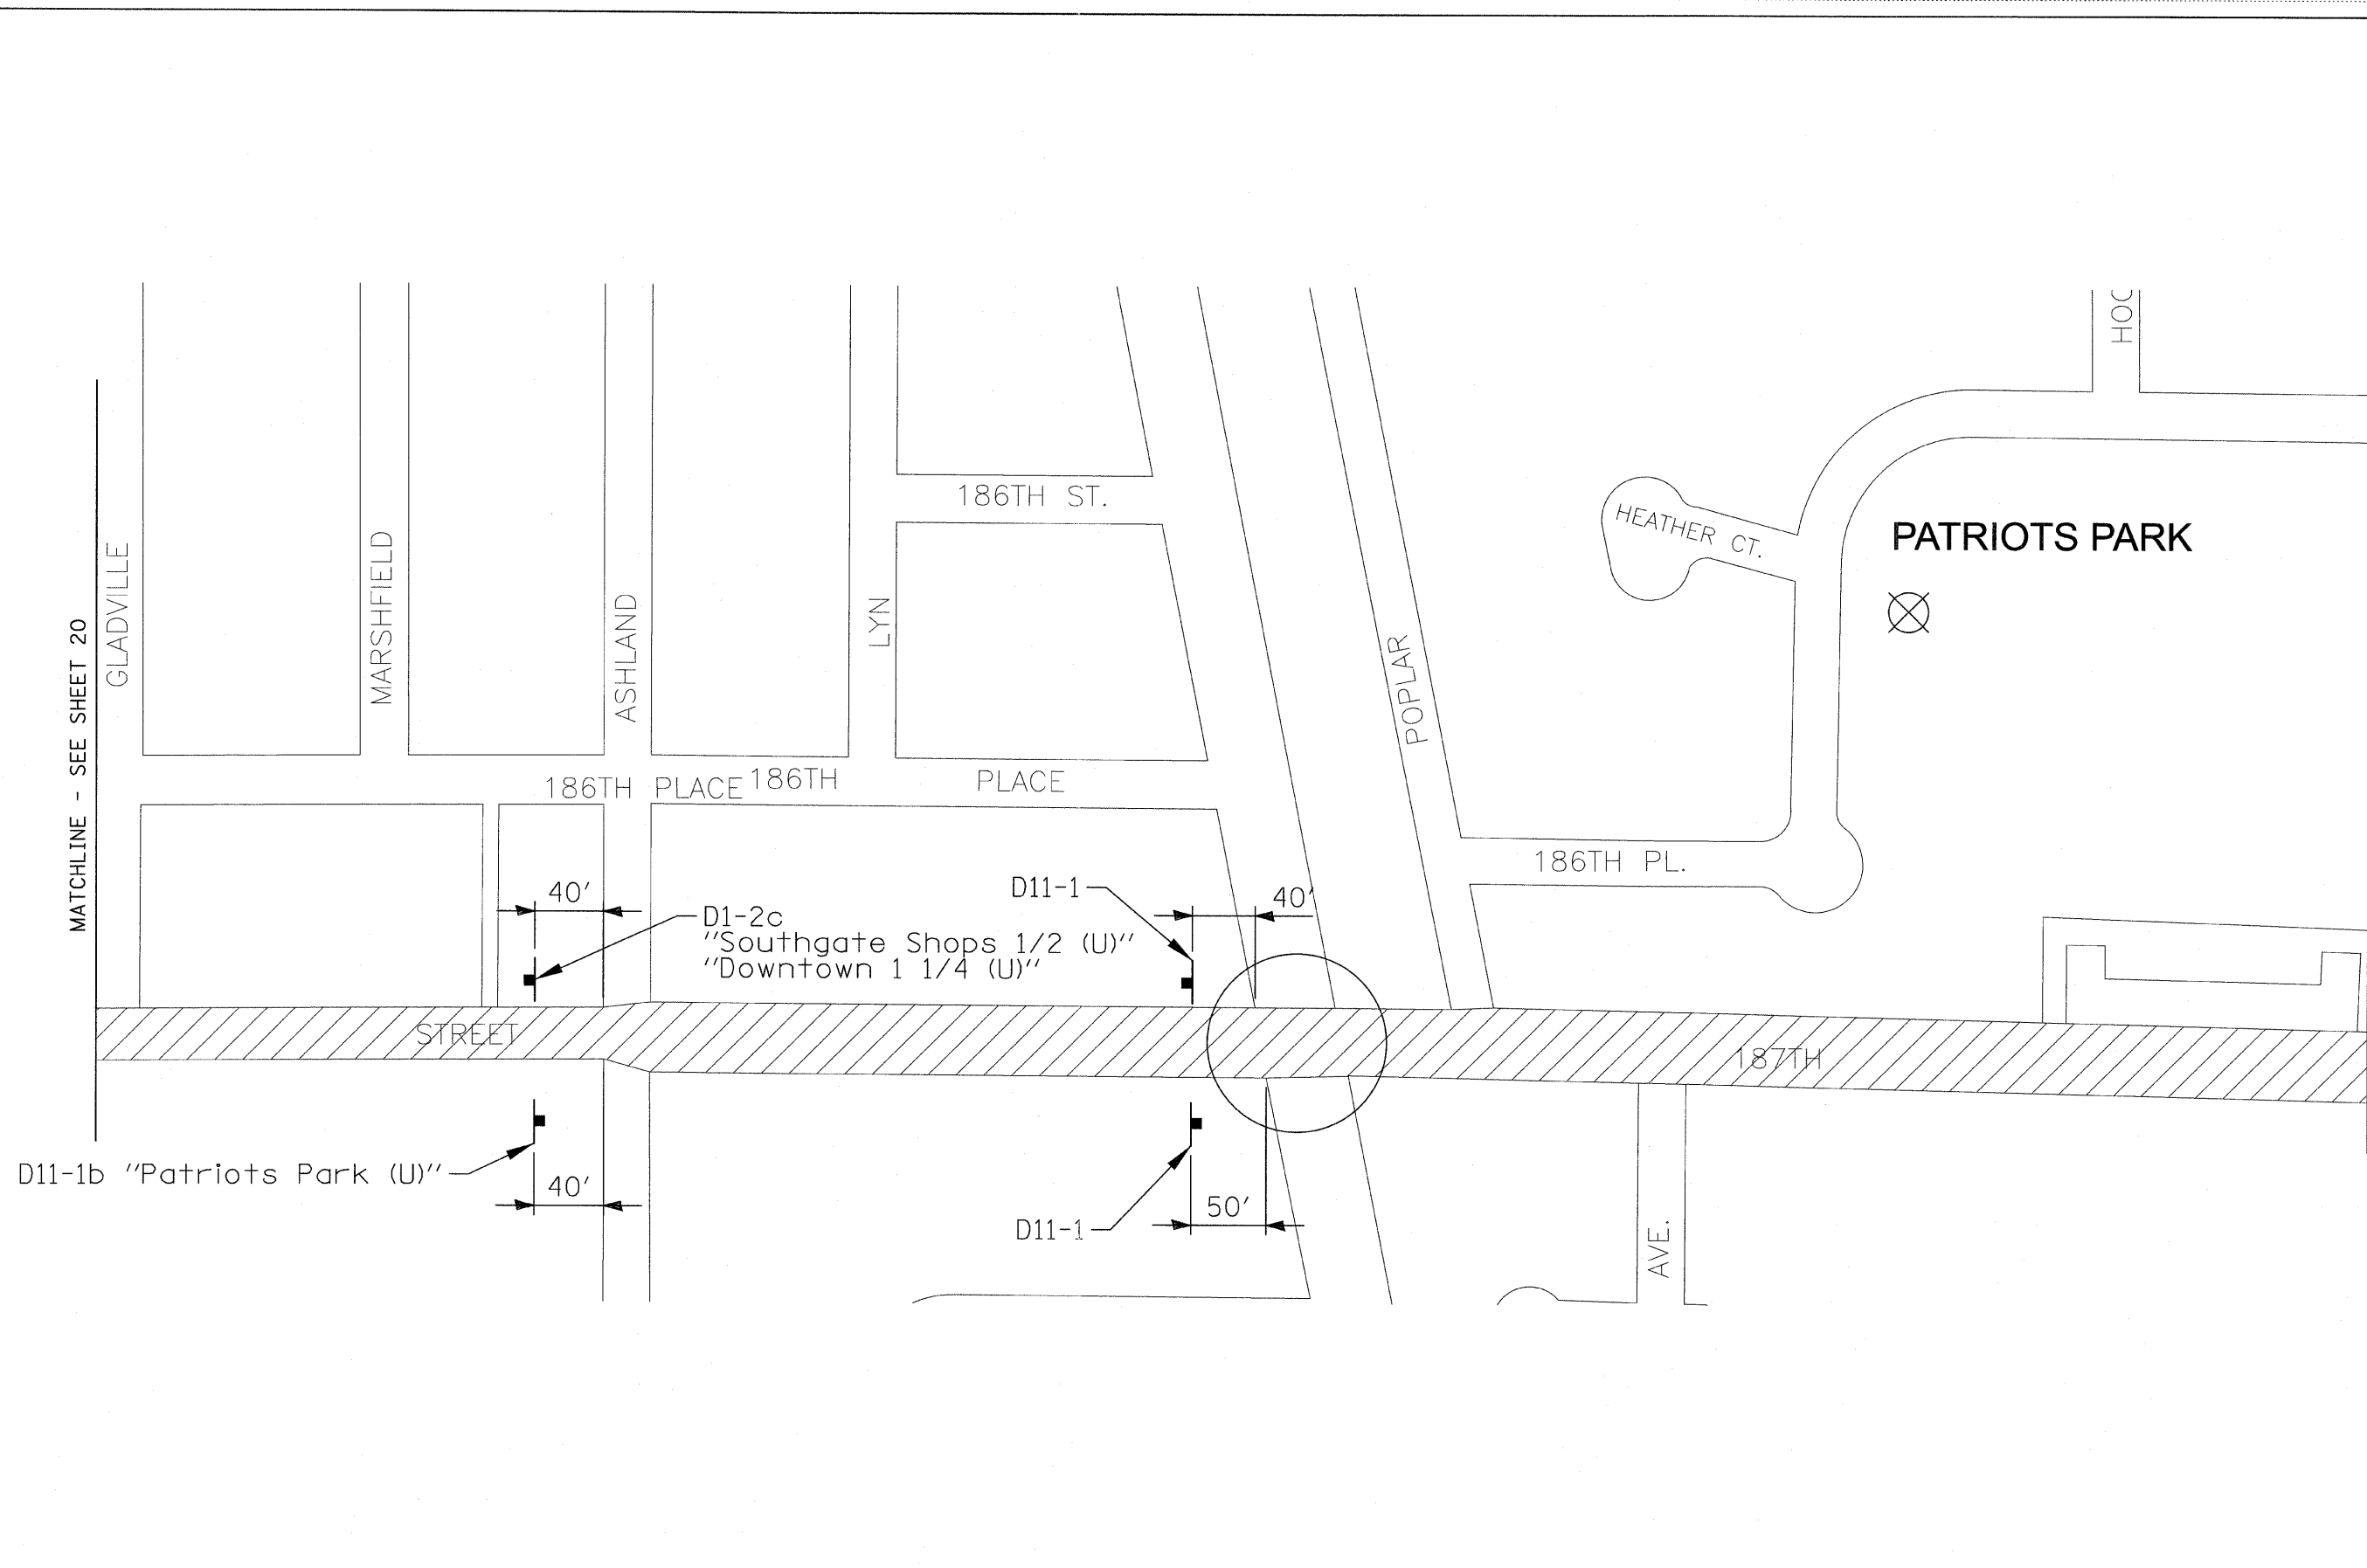 HOC
186TH ST.
HEATHER CT.
PATRIOTS PARK
GLADVILLE
MARSHFIELD
ASHLAND
LYN
POPLAR
MATCHLINE - SEE SHEET 20
186TH PLACE
186TH PLACE
186TH PL.
40'
D1-2c
"Southgate Shops 1/2 (U)"
"Downtown 1 1/4 (U)"
D11-1
40'
STREET
187TH
D11-1b "Patriots Park (U)"
40'
D11-1
50'
AVE.